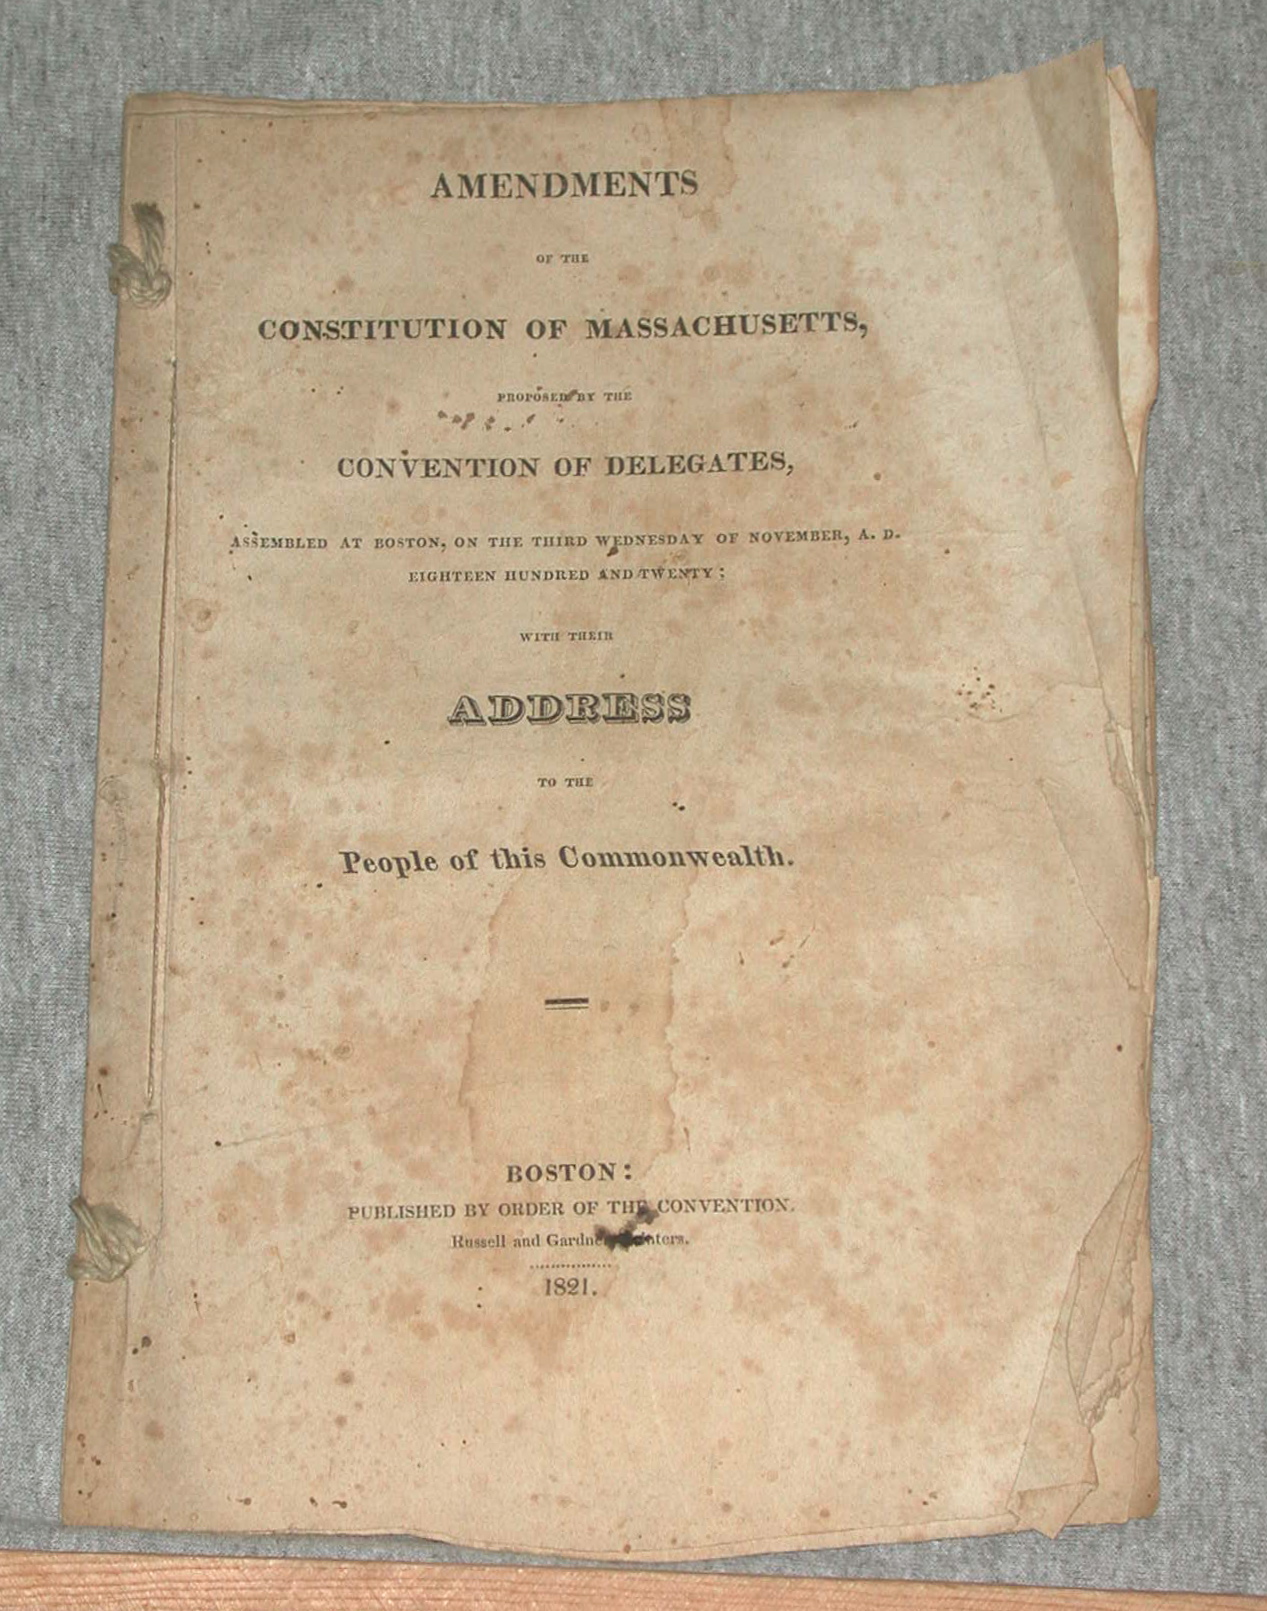 AMENDMENTS
OF THE
CONSTITUTION OF MASSACHUSETTS,
PROPOSED BY THE
CONVENTION OF DELEGATES,
ASSEMBLED AT BOSTON, ON THE THIRD WEDNESDAY OF NOVEMBER, A. D.
EIGHTEEN HUNDRED AND TWENTY;
WITH THEIR
ADDRESS
TO THE
People of this Commonwealth.
BOSTON:
PUBLISHED BY ORDER OF THE CONVENTION.
Russell and Gardner, Printers.
1821.